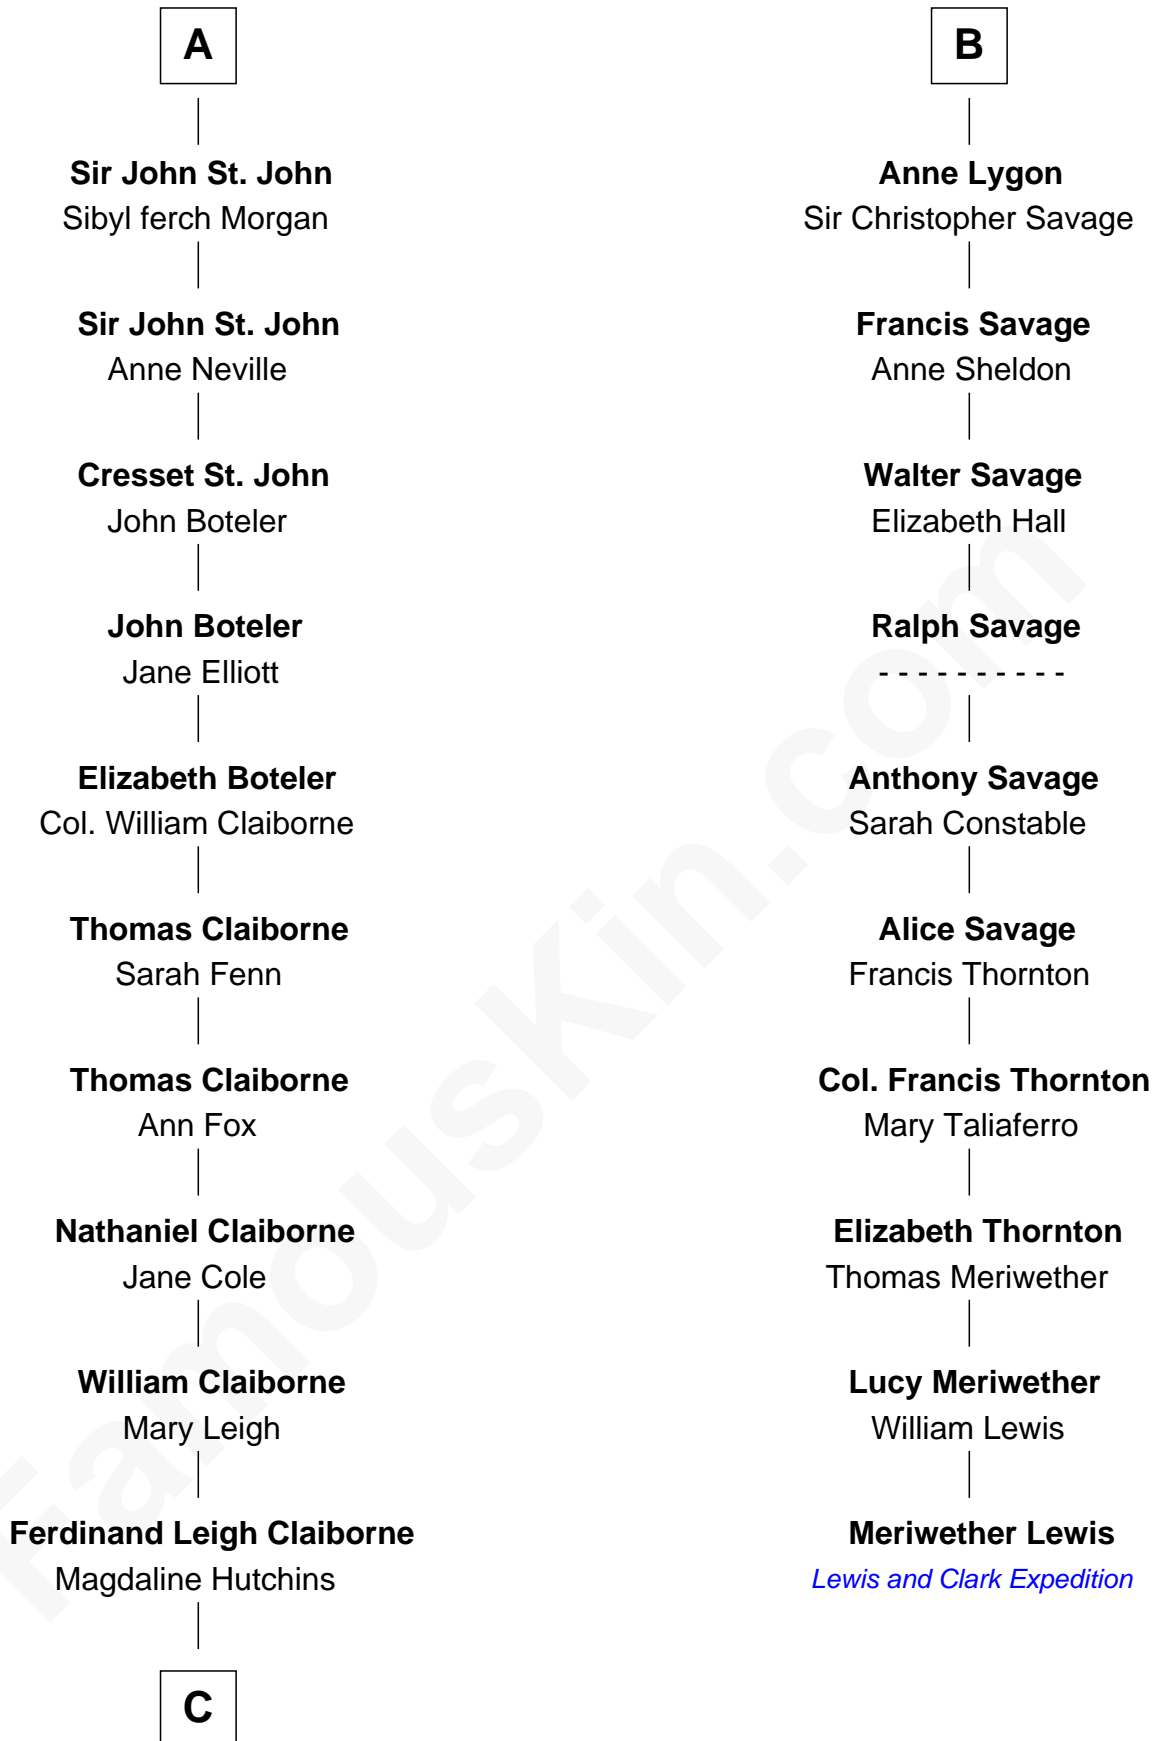 A
Sir John St. John
Sibyl ferch Morgan
Sir John St. John
Anne Neville
Cresset St. John
John Boteler
John Boteler
Jane Elliott
Elizabeth Boteler
Col. William Claiborne
Thomas Claiborne
Sarah Fenn
Thomas Claiborne
Ann Fox
Nathaniel Claiborne
Jane Cole
William Claiborne
Mary Leigh
Ferdinand Leigh Claiborne
Magdaline Hutchins
C
B
Anne Lygon
Sir Christopher Savage
Francis Savage
Anne Sheldon
Walter Savage
Elizabeth Hall
Ralph Savage
- - - - - - - - - -
Anthony Savage
Sarah Constable
Alice Savage
Francis Thornton
Col. Francis Thornton
Mary Taliaferro
Elizabeth Thornton
Thomas Meriwether
Lucy Meriwether
William Lewis
Meriwether Lewis
Lewis and Clark Expedition
FamousKin.com